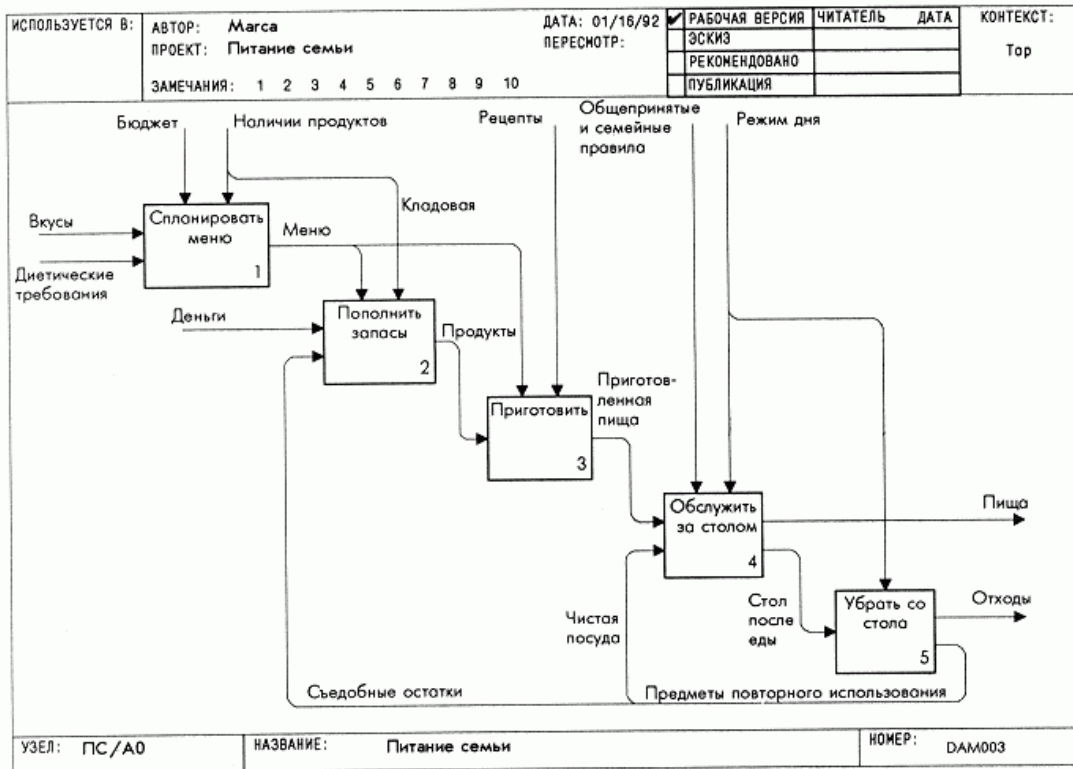 ИСПОЛЬЗУЕТСЯ В:
АВТОР: Marca
ДАТА: 01/16/92
ПРОЕКТ: Питание семьи
ПЕРЕСМОТР:
ЗАМЕЧАНИЯ: 1 2 3 4 5 6 7 8 9 10
✔ РАБОЧАЯ ВЕРСИЯ
ЧИТАТЕЛЬ ДАТА
ЭСКИЗ
РЕКОМЕНДОВАНО
ПУБЛИКАЦИЯ
КОНТЕКСТ:
Top
Бюджет
Наличии продуктов
Рецепты
Общепринятые
и семейные
правила
Режим дня
Вкусы
Диетические
требования
Спланировать
меню
1
Меню
Кладовая
Деньги
Пополнить
запасы
2
Продукты
Приготовить
3
Приготов-
ленная
пища
Обслужить
за столом
4
Пища
Чистая
посуда
Стол
после
еды
Убрать со
стола
5
Отходы
Съедобные остатки
Предметы повторного использования
УЗЕЛ: ПС/А0
НАЗВАНИЕ: Питание семьи
НОМЕР: DAM003